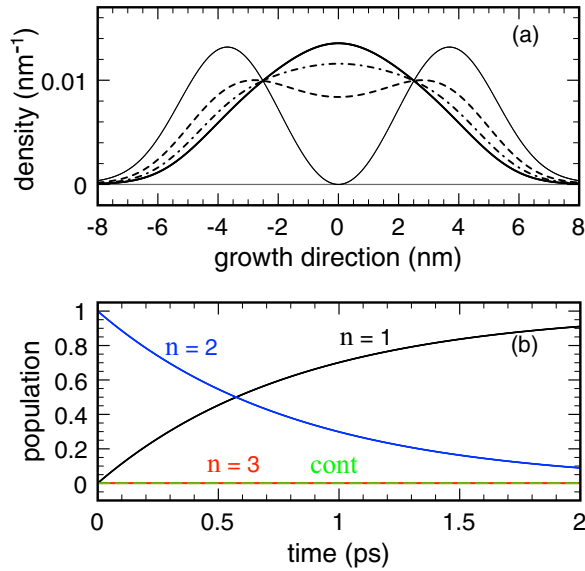 (a)
density (nm-1)
0.01
0
-8 -6 -4 -2 0 2 4 6 8
growth direction (nm)
(b)
population
1
0.8
0.6
0.4
0.2
0
n = 2
n = 1
n = 3
cont
0 0.5 1 1.5 2
time (ps)